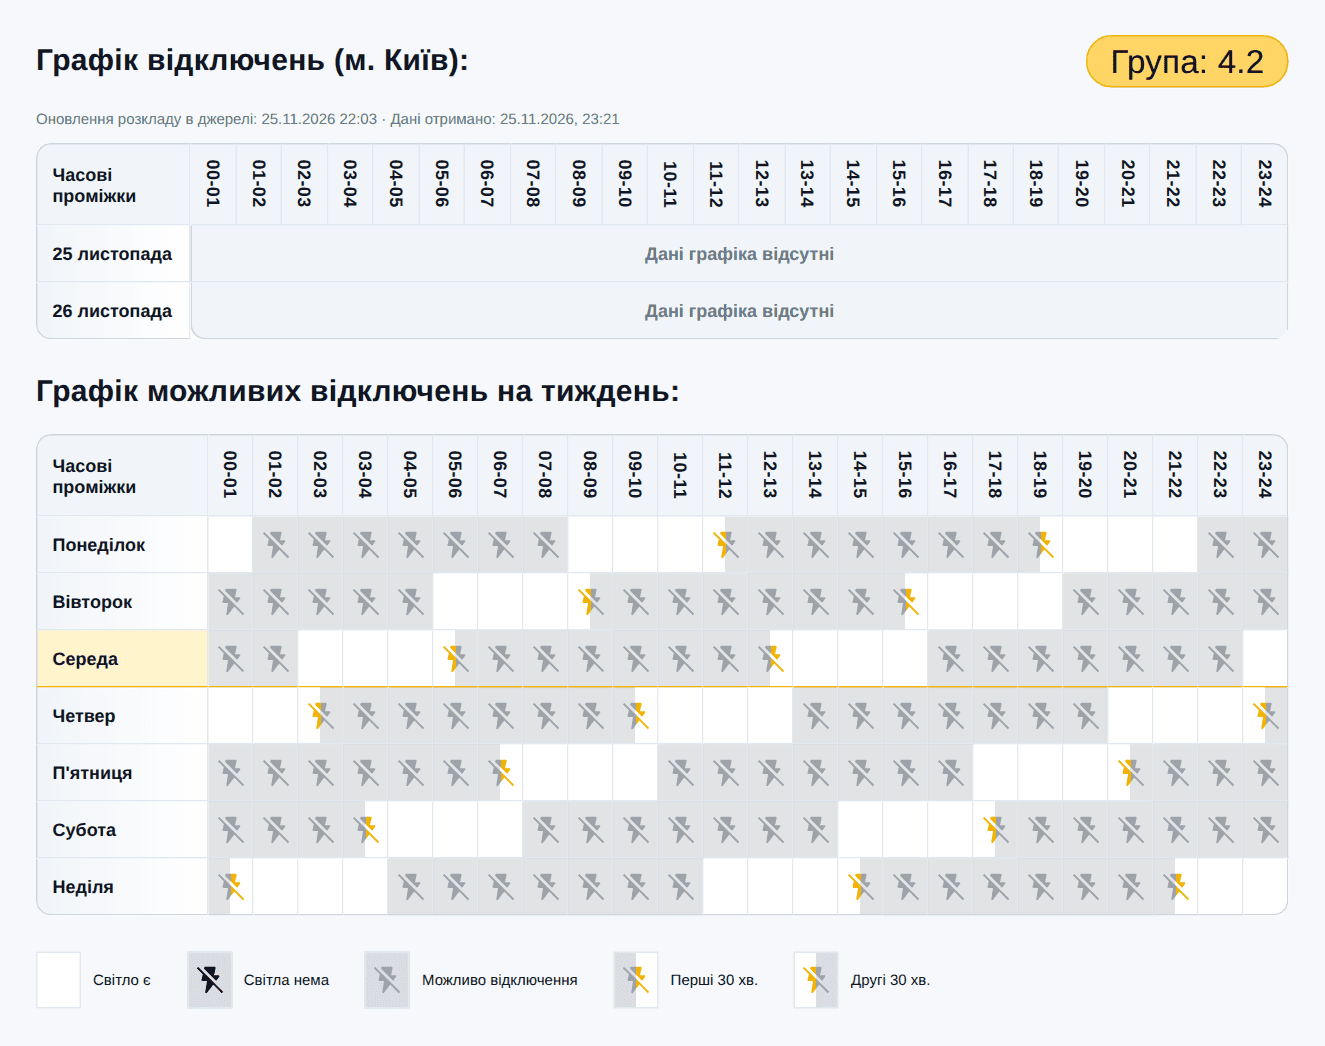 Графік відключень (м. Київ):
Група: 4.2
Оновлення розкладу в джерелі: 25.11.2026 22:03 · Дані отримано: 25.11.2026, 23:21
Часові проміжки 00-01 01-02 02-03 03-04 04-05 05-06 06-07 07-08 08-09 09-10 10-11 11-12 12-13 13-14 14-15 15-16 16-17 17-18 18-19 19-20 20-21 21-22 22-23 23-24
25 листопада Дані графіка відсутні
26 листопада Дані графіка відсутні
Графік можливих відключень на тиждень:
Часові проміжки 00-01 01-02 02-03 03-04 04-05 05-06 06-07 07-08 08-09 09-10 10-11 11-12 12-13 13-14 14-15 15-16 16-17 17-18 18-19 19-20 20-21 21-22 22-23 23-24
Понеділок
Вівторок
Середа
Четвер
П'ятниця
Субота
Неділя
Світло є Світла нема Можливо відключення Перші 30 хв. Другі 30 хв.